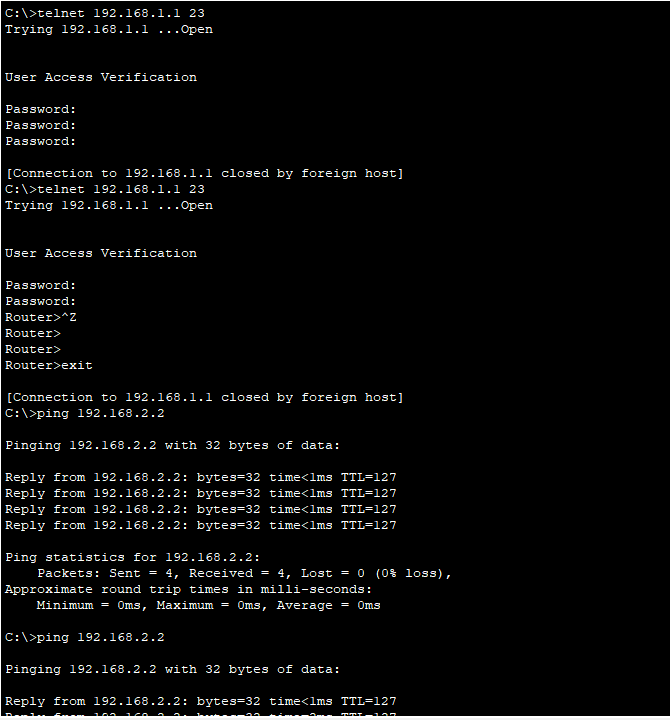 C:\>telnet 192.168.1.1 23
Trying 192.168.1.1 ...Open
User Access Verification
Password:
Password:
Password:
[Connection to 192.168.1.1 closed by foreign host]
C:\>telnet 192.168.1.1 23
Trying 192.168.1.1 ...Open
User Access Verification
Password:
Password:
Router>^Z
Router>
Router>
Router>exit
[Connection to 192.168.1.1 closed by foreign host]
C:\>ping 192.168.2.2
Pinging 192.168.2.2 with 32 bytes of data:
Reply from 192.168.2.2: bytes=32 time<1ms TTL=127
Reply from 192.168.2.2: bytes=32 time<1ms TTL=127
Reply from 192.168.2.2: bytes=32 time<1ms TTL=127
Reply from 192.168.2.2: bytes=32 time<1ms TTL=127
Ping statistics for 192.168.2.2:
Packets: Sent = 4, Received = 4, Lost = 0 (0% loss),
Approximate round trip times in milli-seconds:
Minimum = 0ms, Maximum = 0ms, Average = 0ms
C:\>ping 192.168.2.2
Pinging 192.168.2.2 with 32 bytes of data:
Reply from 192.168.2.2: bytes=32 time<1ms TTL=127